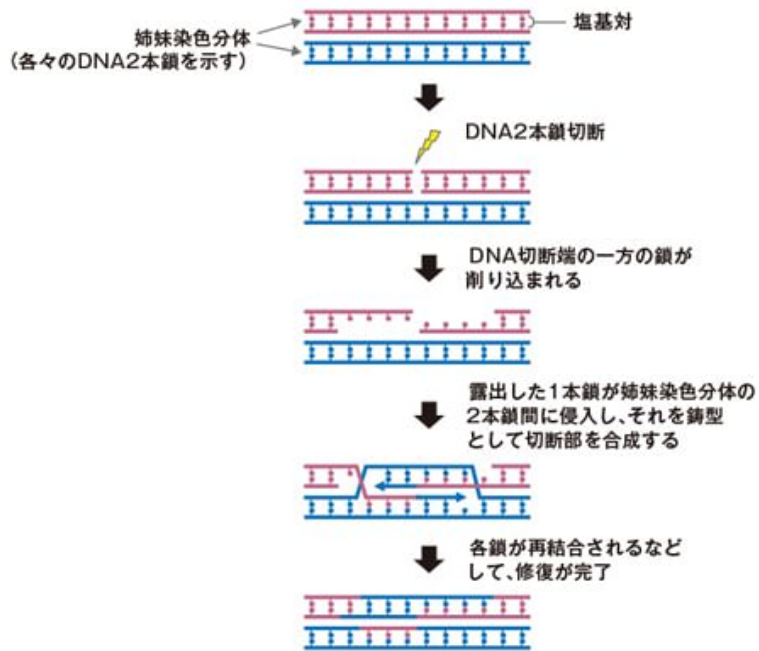 姉妹染色分体
(各々のDNA2本鎖を示す)
塩基対
DNA2本鎖切断
DNA切断端の一方の鎖が
削り込まれる
露出した1本鎖が姉妹染色分体の
2本鎖間に侵入し、それを鋳型
として切断部を合成する
各鎖が再結合されるなど
して、修復が完了